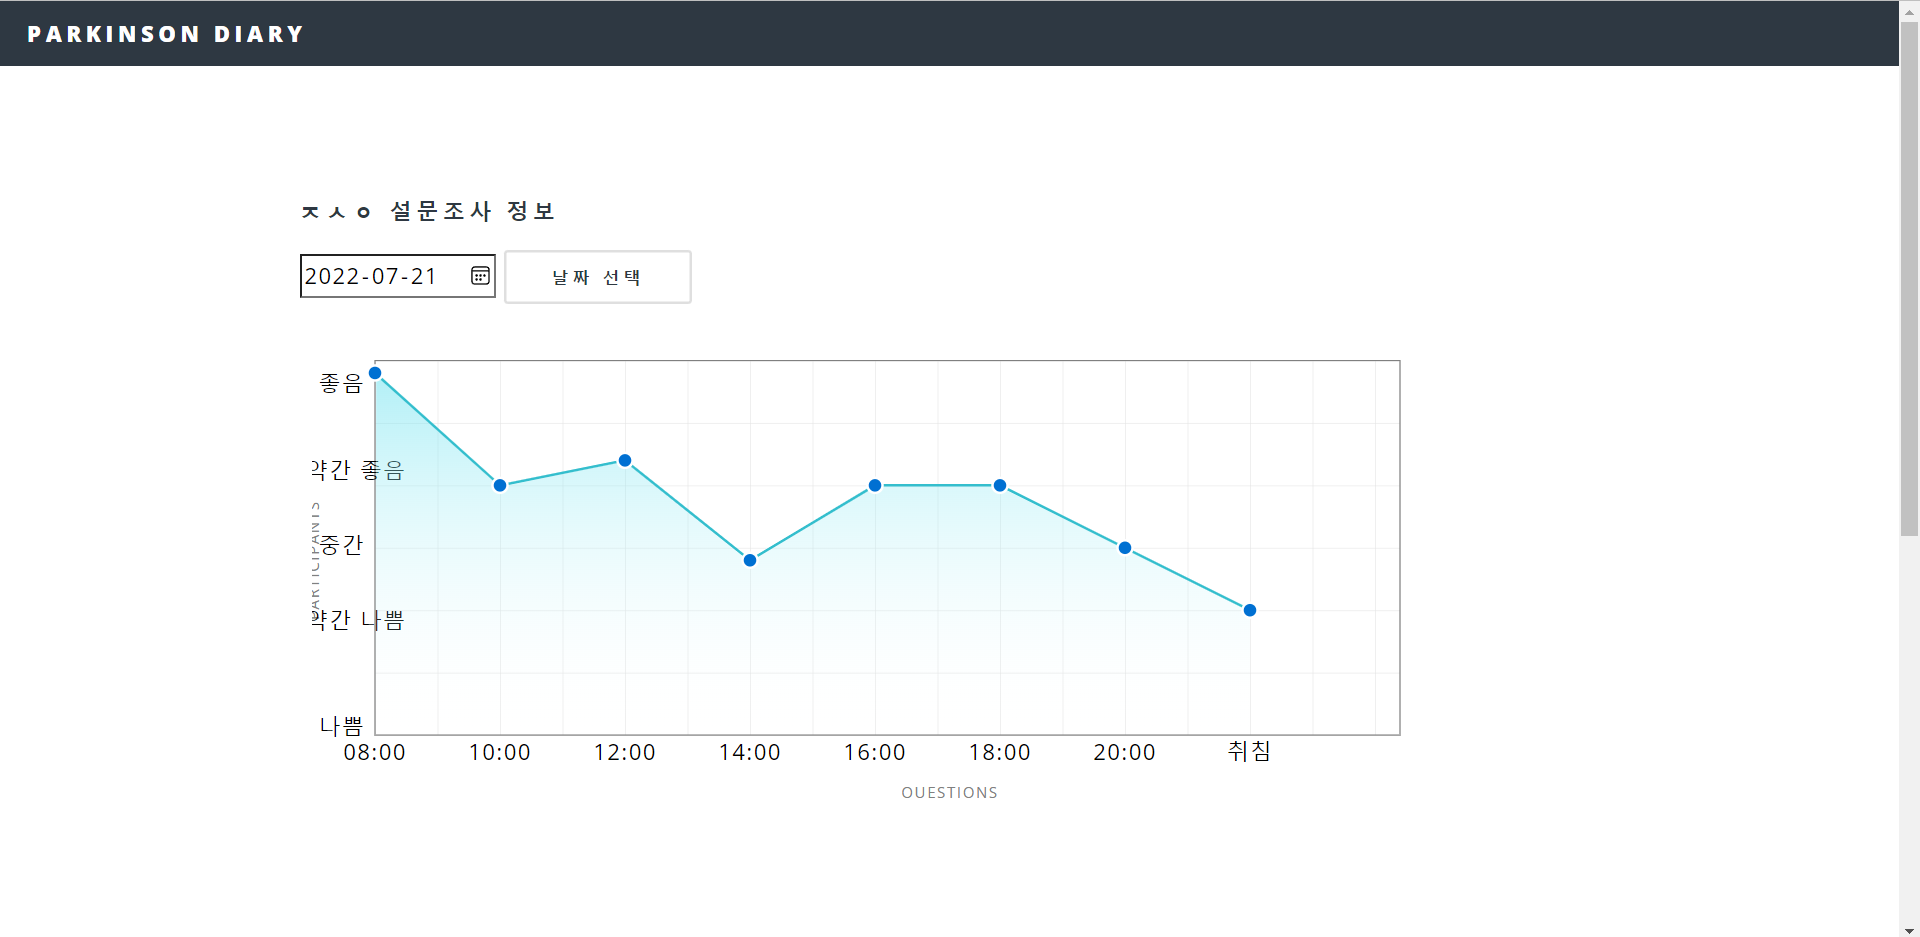 PARKINSON DIARY
ㅈㅅㅇ 설문조사 정보
2022-07-21
날짜 선택
좋음
약간 좋음
PARTICIPANTS
중간
약간 나쁨
나쁨
08:00 10:00 12:00 14:00 16:00 18:00 20:00 취침
QUESTIONS